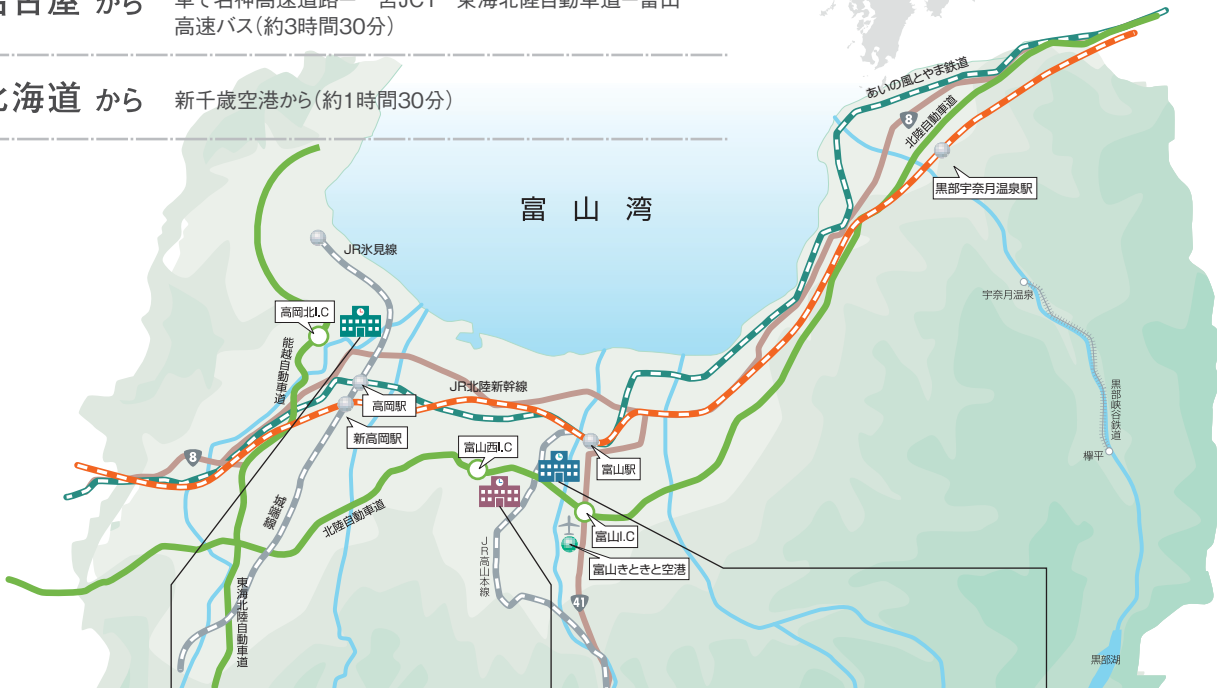 名古屋 から
高速バス（約3時間30分）
北海道 から 新千歳空港から（約1時間30分）
あいの風とやま鉄道
8
北陸自動車道
黒部宇奈月温泉駅
富山湾
JR氷見線
宇奈月温泉
高岡北I.C
能越自動車道
黒部峡谷鉄道
JR北陸新幹線
高岡駅
新高岡駅
富山西I.C
欅平
8
富山駅
城端線
北陸自動車道
富山I.C
JR高山本線
富山きときと空港
東海北陸自動車道
41
黒部湖